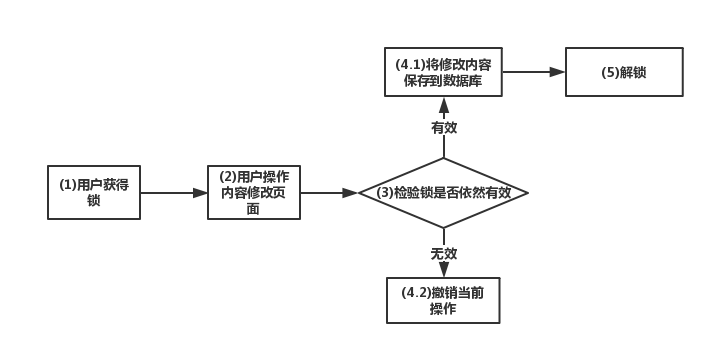 (1)用户获得
锁
(2)用户操作
内容修改页
面
(3)检验锁是否依然有效
有效
(4.1)将修改内容
保存到数据库
(5)解锁
无效
(4.2)撤销当前
操作